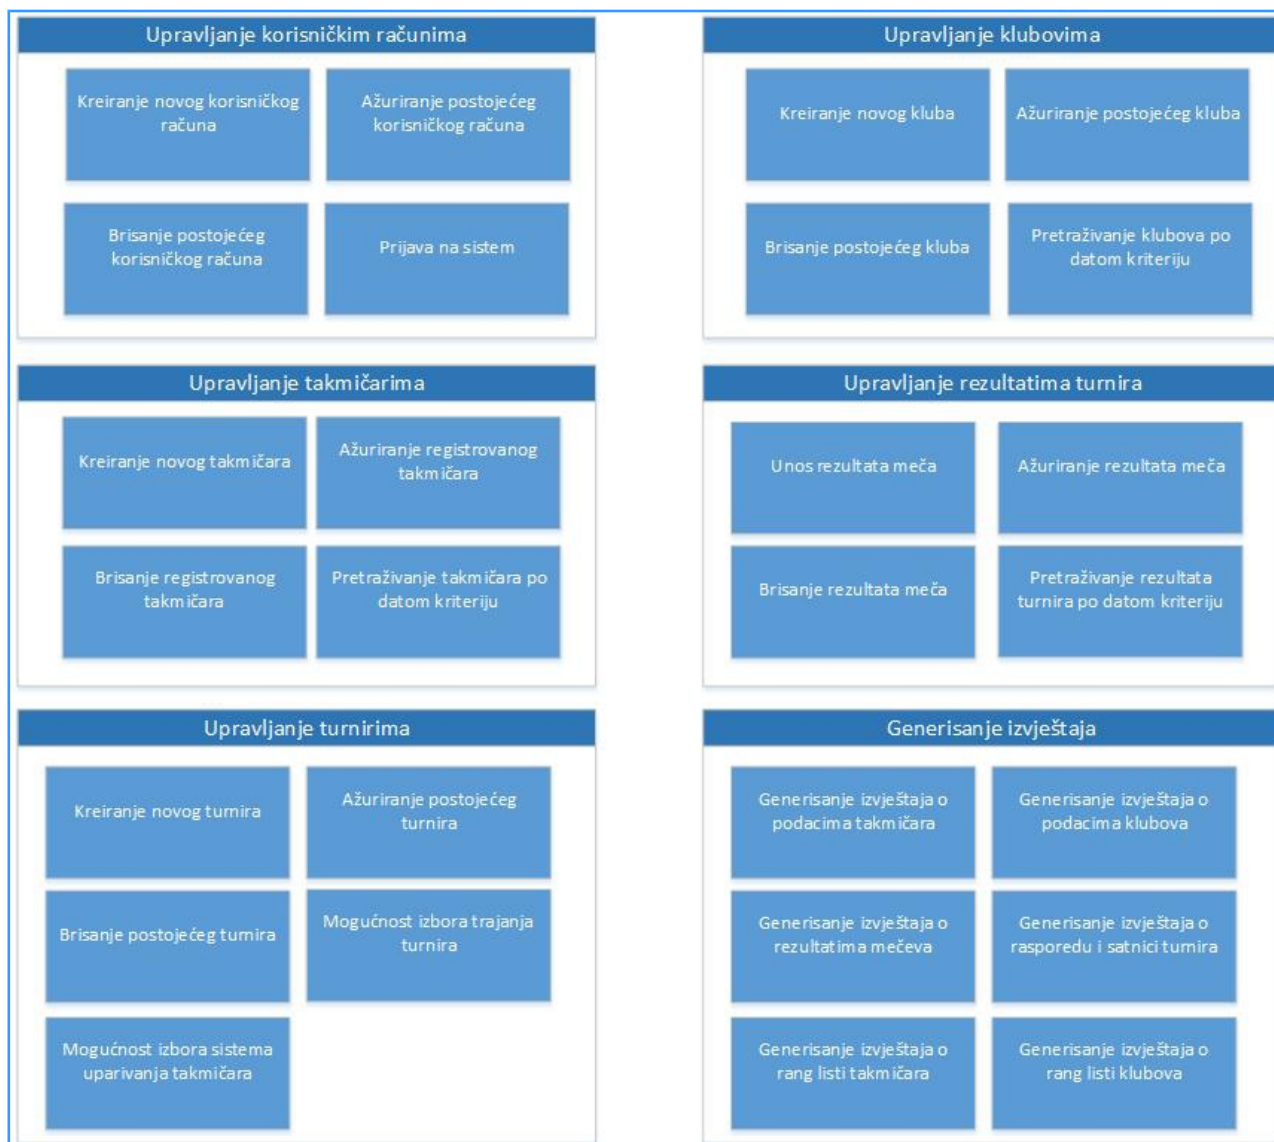 Upravljanje korisničkim računima
Kreiranje novog korisničkog
računa
Ažuriranje postojećeg
korisničkog računa
Brisanje postojećeg
korisničkog računa
Prijava na sistem
Upravljanje klubovima
Kreiranje novog kluba
Ažuriranje postojećeg kluba
Brisanje postojećeg kluba
Pretraživanje klubova po
datom kriteriju
Upravljanje takmičarima
Kreiranje novog takmičara
Ažuriranje registrovanog
takmičara
Brisanje registrovanog
takmičara
Pretraživanje takmičara po
datom kriteriju
Upravljanje rezultatima turnira
Unos rezultata meča
Ažuriranje rezultata meča
Brisanje rezultata meča
Pretraživanje rezultata
turnira po datom kriteriju
Upravljanje turnirima
Kreiranje novog turnira
Ažuriranje postojećeg
turnira
Brisanje postojećeg turnira
Mogućnost izbora trajanja
turnira
Mogućnost izbora sistema
uparivanja takmičara
Generisanje izvještaja
Generisanje izvještaja o
podacima takmičara
Generisanje izvještaja o
podacima klubova
Generisanje izvještaja o
rezultatima mečeva
Generisanje izvještaja o
rasporedu i satnici turnira
Generisanje izvještaja o
rang listi takmičara
Generisanje izvještaja o
rang listi klubova